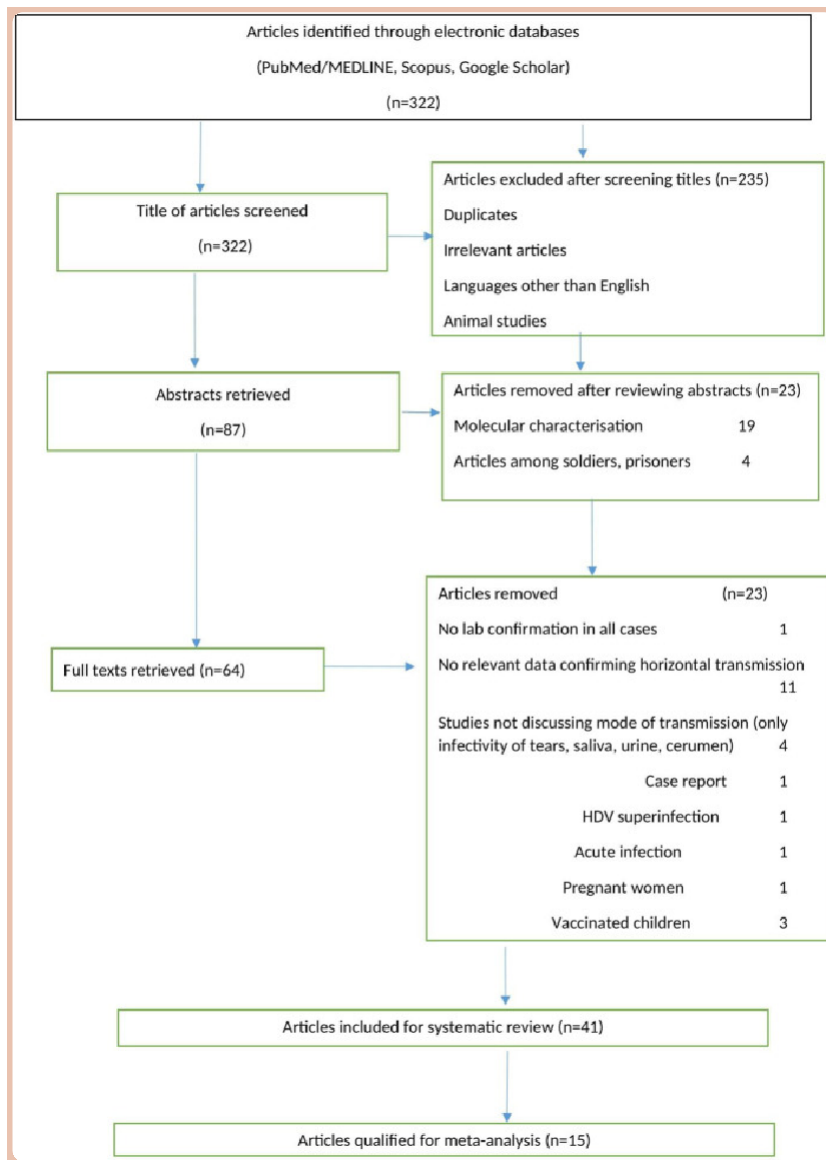 Articles identified through electronic databases
(PubMed/MEDLINE, Scopus, Google Scholar)
(n=322)
Title of articles screened
(n=322)
Articles excluded after screening titles (n=235)
Duplicates
Irrelevant articles
Languages other than English
Animal studies
Abstracts retrieved
(n=87)
Articles removed after reviewing abstracts (n=23)
Molecular characterisation 19
Articles among soldiers, prisoners 4
Full texts retrieved (n=64)
Articles removed (n=23)
No lab confirmation in all cases 1
No relevant data confirming horizontal transmission
11
Studies not discussing mode of transmission (only
infectivity of tears, saliva, urine, cerumen) 4
Case report 1
HDV superinfection 1
Acute infection 1
Pregnant women 1
Vaccinated children 3
Articles included for systematic review (n=41)
Articles qualified for meta-analysis (n=15)